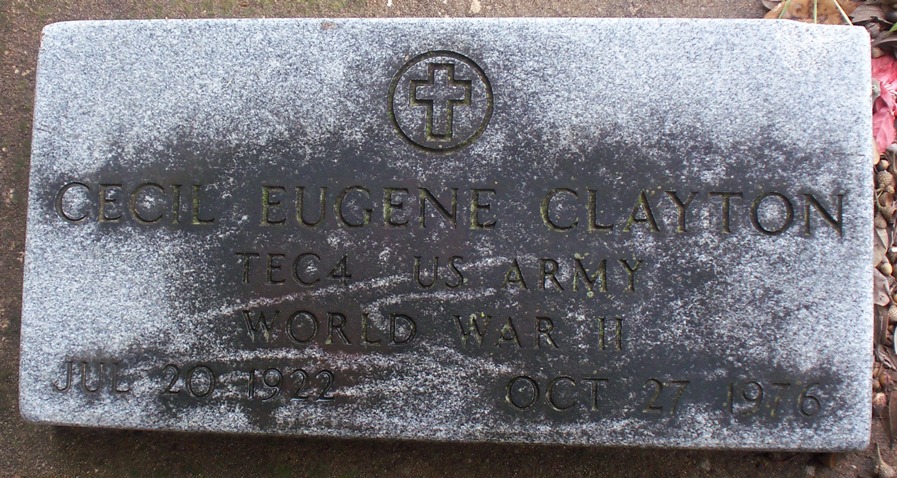 CECIL EUGENE CLAYTON
TEC4 US ARMY
WORLD WAR II
JUL 20 1922 OCT 27 1976